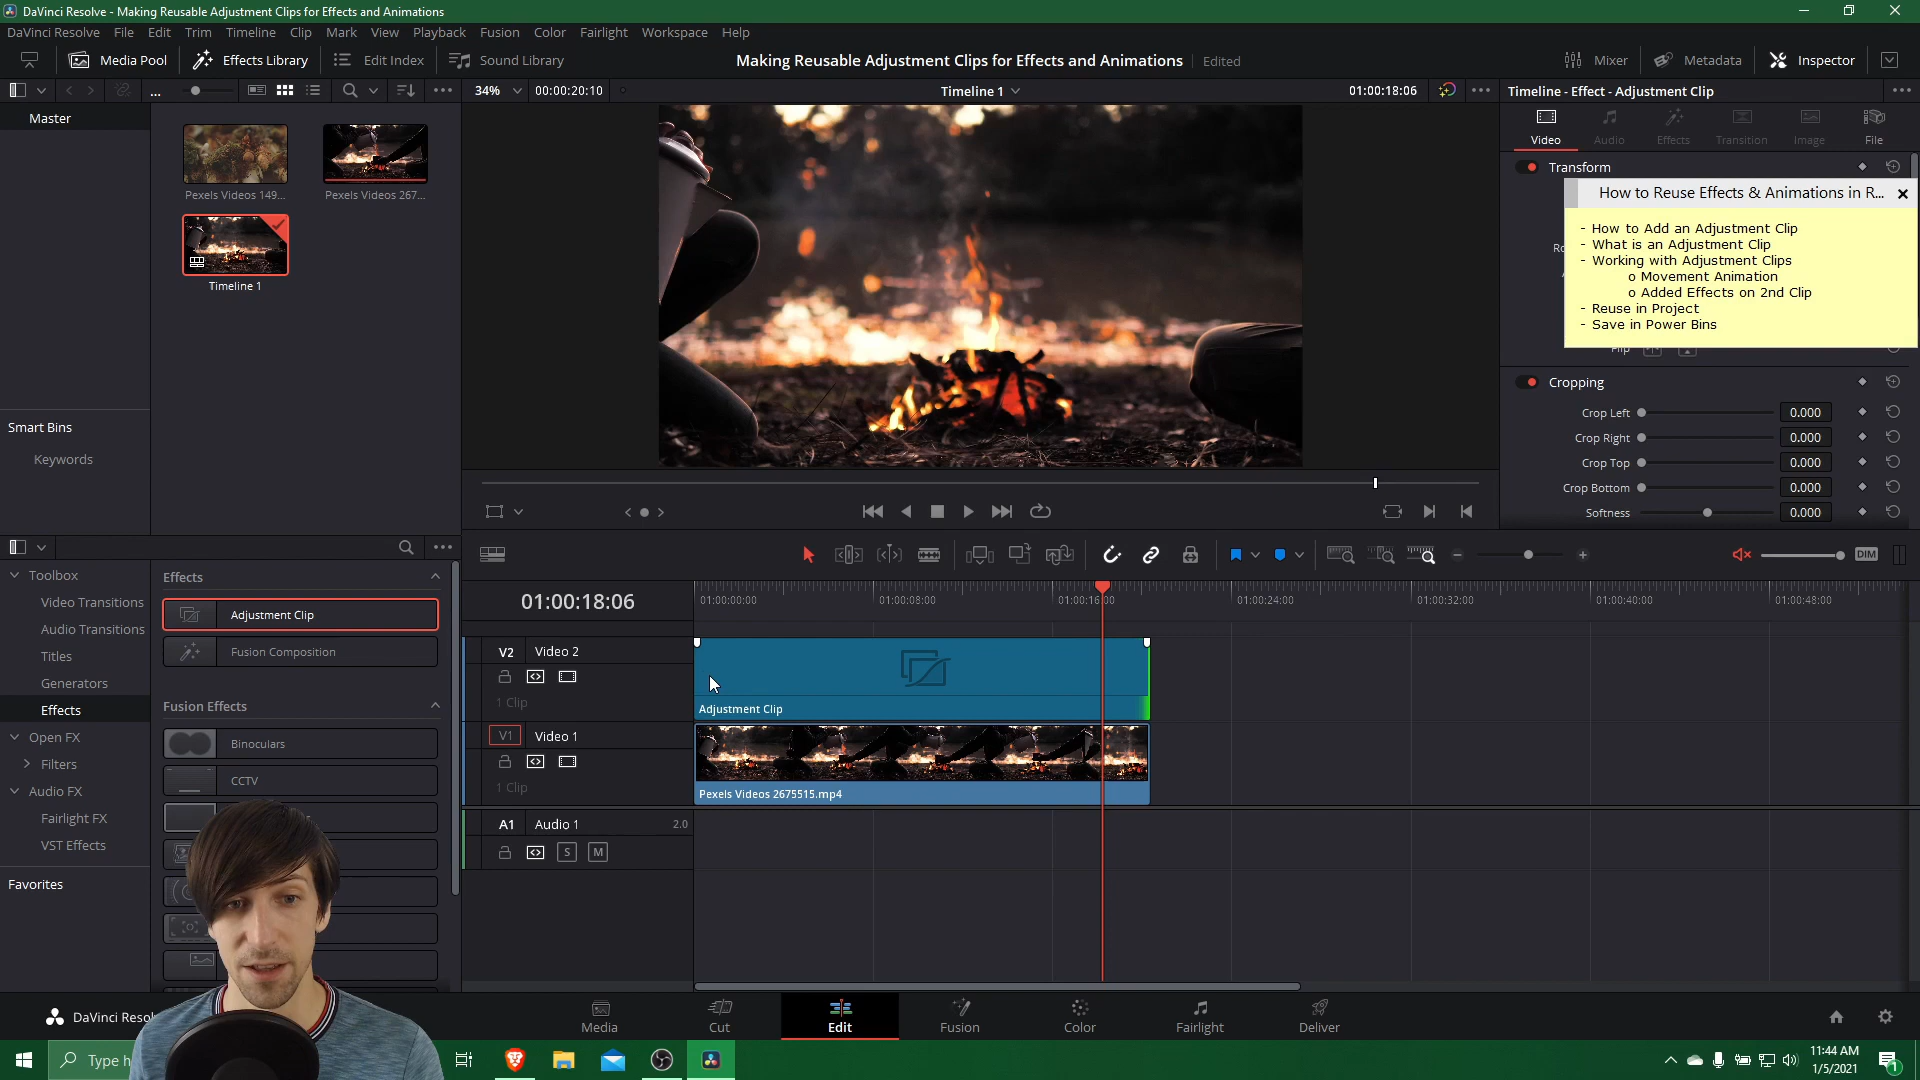 DaVinci Resolve - Making Reusable Adjustment Clips for Effects and Animations
DaVinci Resolve File Edit Trim Timeline Clip Mark View Playback Fusion Color Fairlight Workspace Help
Media Pool Effects Library Edit Index Sound Library
Making Reusable Adjustment Clips for Effects and Animations Edited
Mixer Metadata Inspector
34% 00:00:20:10 Timeline 1 01:00:18:06
Timeline - Effect - Adjustment Clip
Video Audio Effects Transition Image File
Master
Pexels Videos 149...
Pexels Videos 267...
Timeline 1
Smart Bins
Keywords
Transform
How to Reuse Effects & Animations in R...
- How to Add an Adjustment Clip
- What is an Adjustment Clip
- Working with Adjustment Clips
o Movement Animation
o Added Effects on 2nd Clip
- Reuse in Project
- Save in Power Bins
Flip
Cropping
Crop Left 0.000
Crop Right 0.000
Crop Top 0.000
Crop Bottom 0.000
Softness 0.000
Toolbox
Video Transitions
Audio Transitions
Titles
Generators
Effects
Open FX
Filters
Audio FX
Fairlight FX
VST Effects
Favorites
Effects
Adjustment Clip
Fusion Composition
Fusion Effects
Binoculars
CCTV
DIM
01:00:18:06
01:00:00:00 01:00:08:00 01:00:16:00 01:00:24:00 01:00:32:00 01:00:40:00 01:00:48:00
V2 Video 2
1 Clip
Adjustment Clip
V1 Video 1
1 Clip
Pexels Videos 2675515.mp4
A1 Audio 1 2.0
S M
DaVinci Resol
Media Cut Edit Fusion Color Fairlight Deliver
Type h
11:44 AM
1/5/2021
1